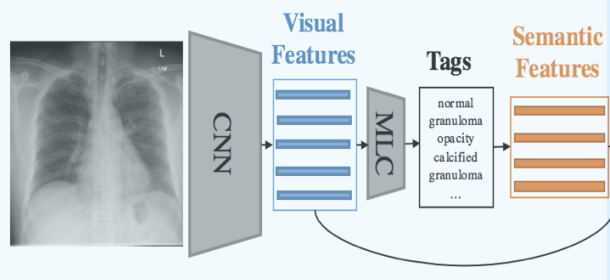 L
CNN
Visual
Features
MLC
Tags
normal
granuloma
opacity
calcified
granuloma
...
Semantic
Features